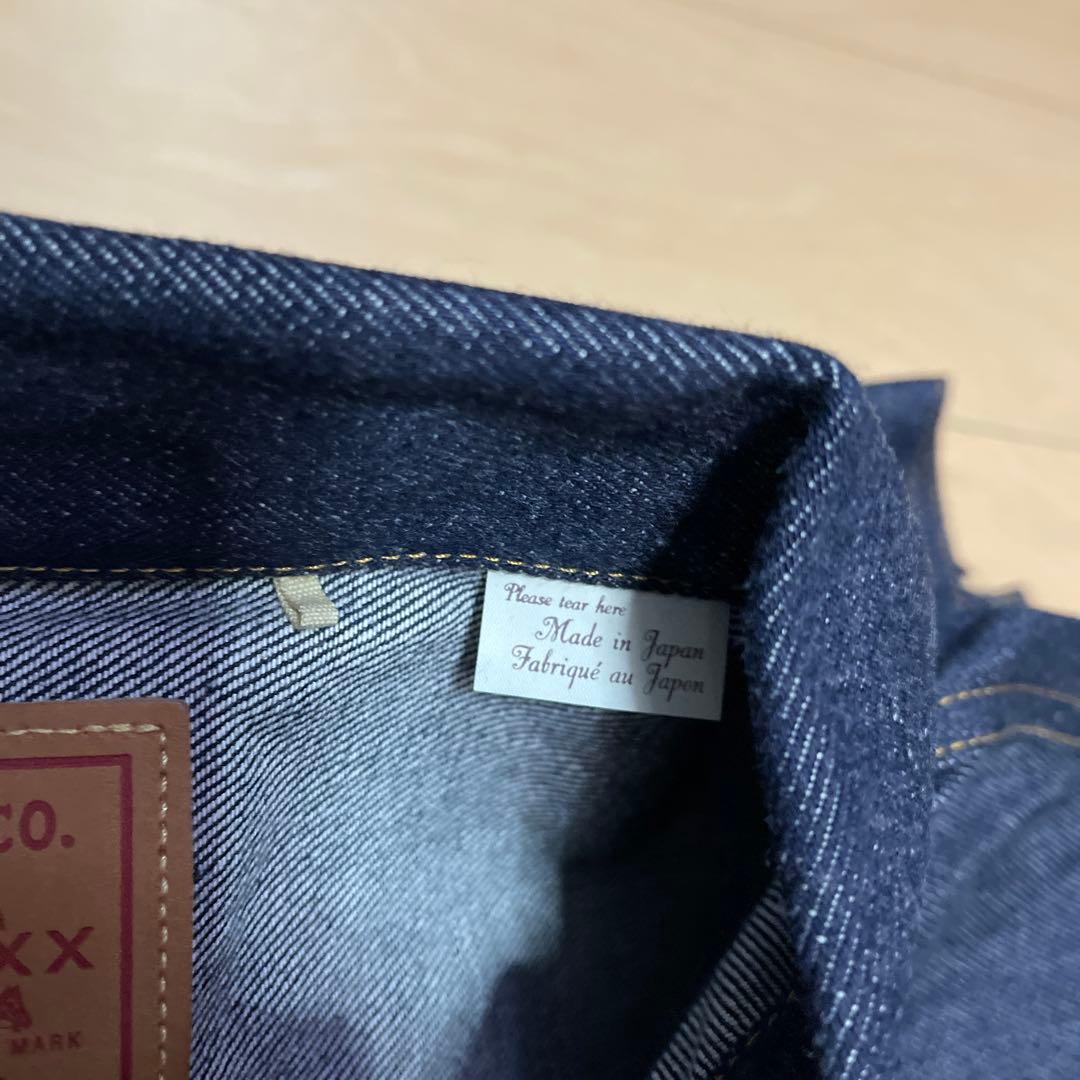 Please tear here
Made in Japan
Fabriqué au Japon
CO.
XX
MARK